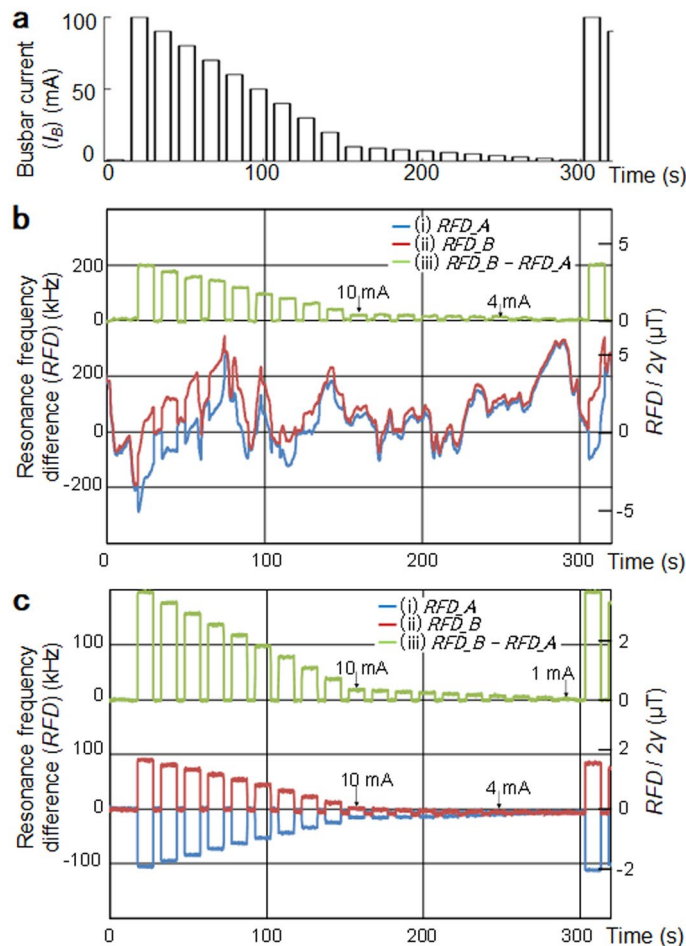 a
Busbar current
(I_B) (mA)
100
50
0
0
100
200
300
Time (s)
b
(i) RFD_A
(ii) RFD_B
(iii) RFD_B − RFD_A
10 mA
4 mA
Resonance frequency
difference (RFD) (kHz)
200
0
200
0
-200
5
0
5
0
-5
RFD / 2γ (μT)
0
100
200
300
Time (s)
c
(i) RFD_A
(ii) RFD_B
(iii) RFD_B − RFD_A
10 mA
1 mA
10 mA
4 mA
Resonance frequency
difference (RFD) (kHz)
100
0
100
0
-100
2
0
2
0
-2
RFD / 2γ (μT)
0
100
200
300
Time (s)